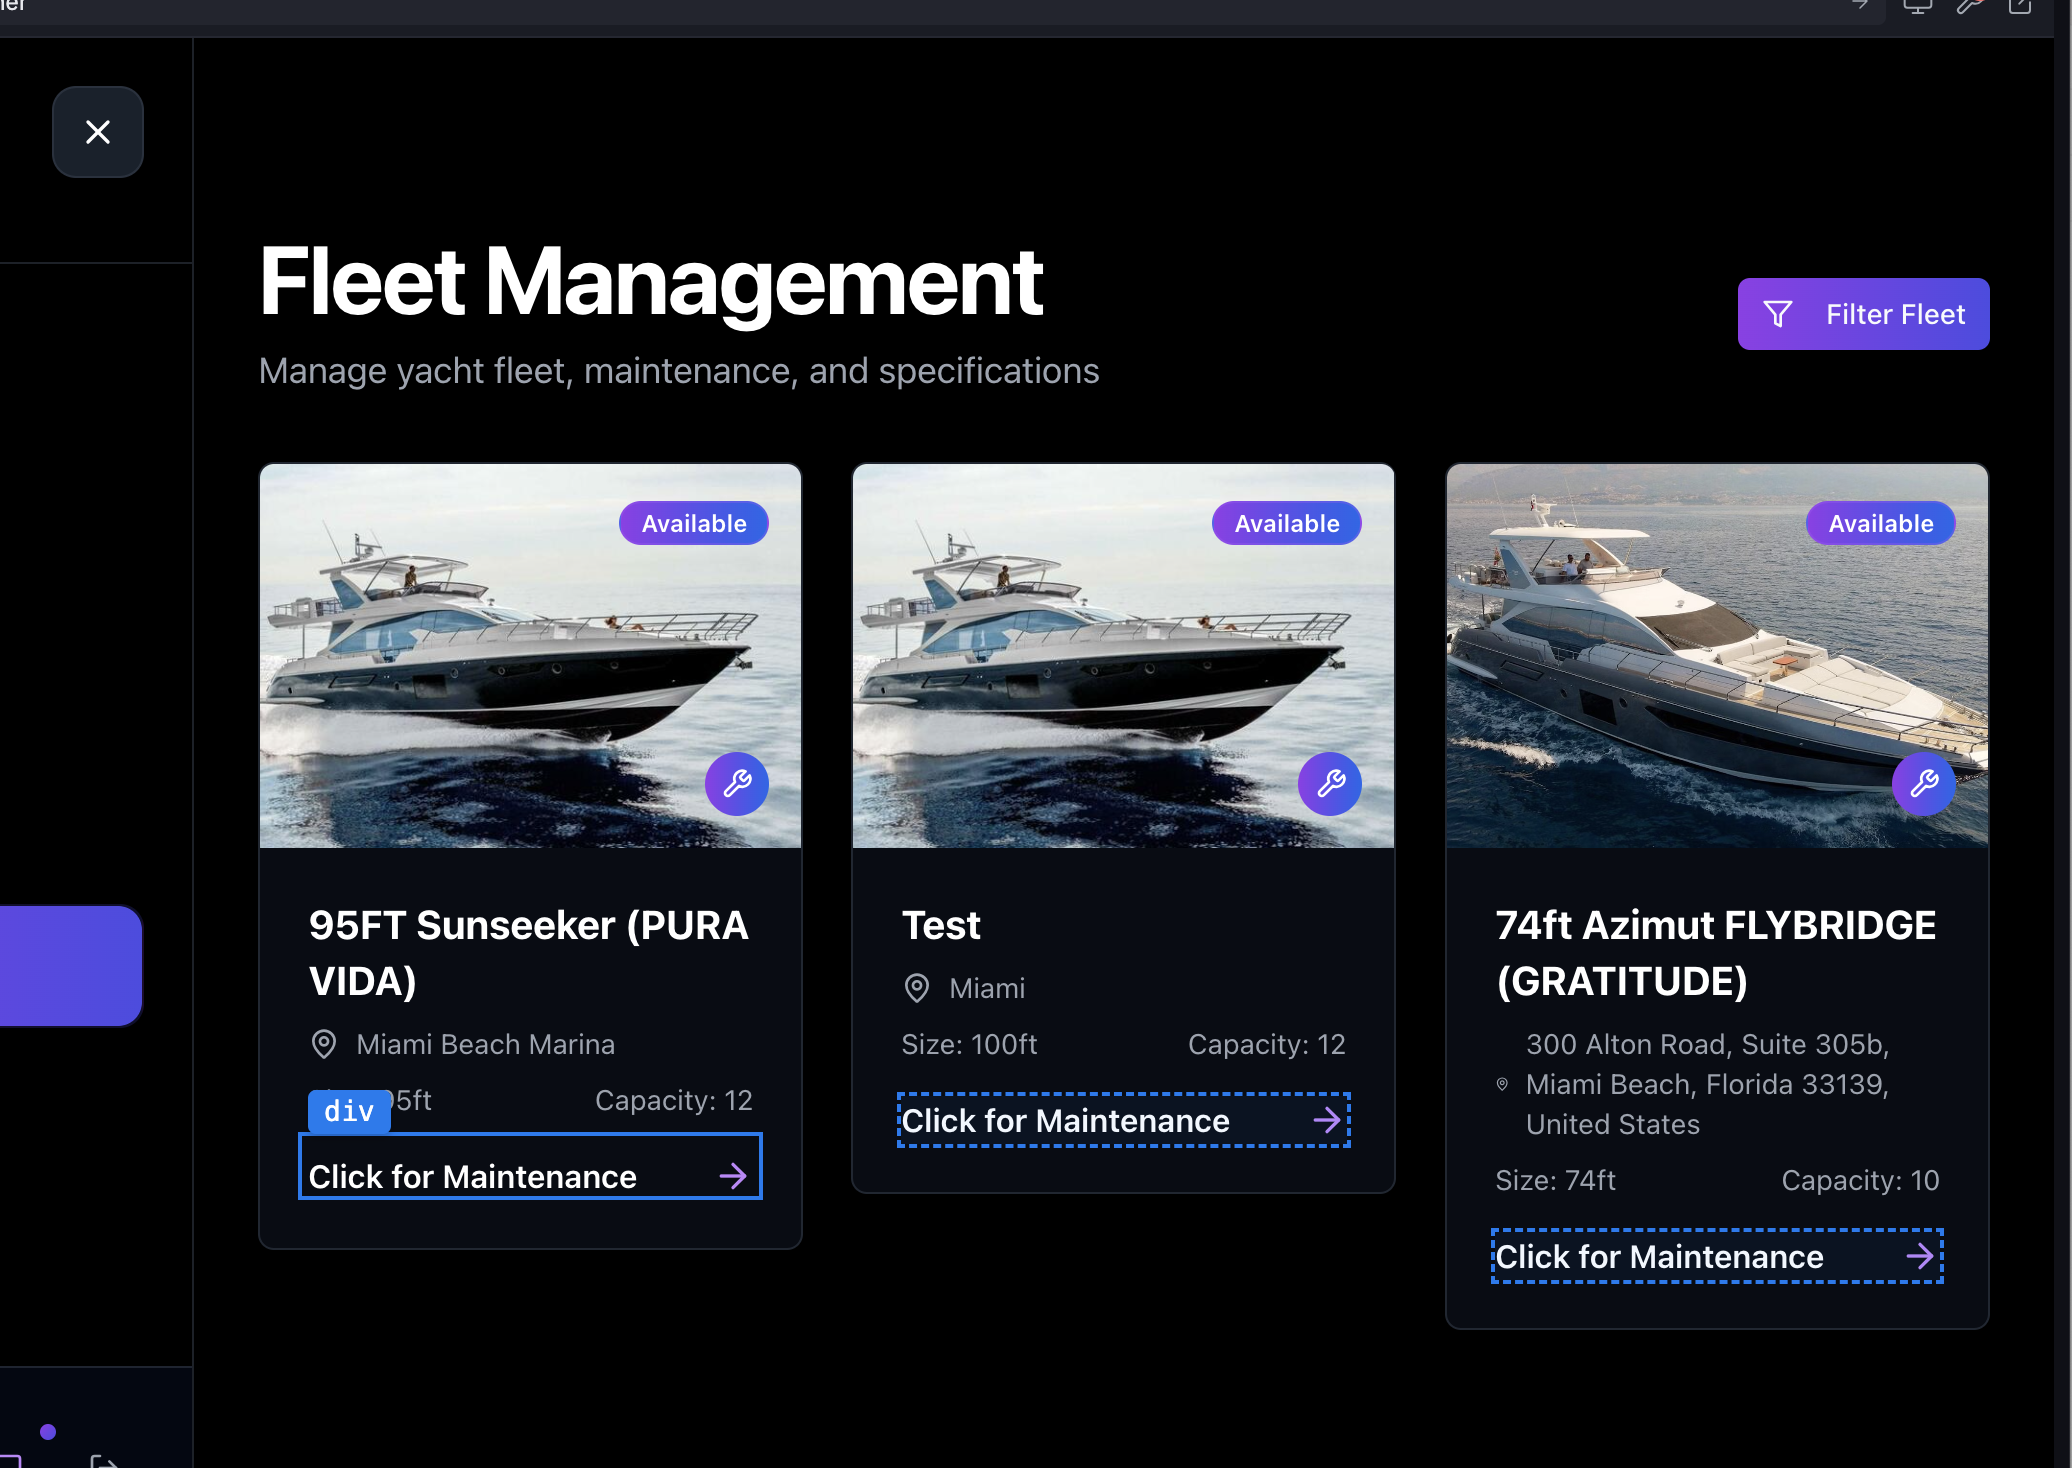 Fleet Management
Manage yacht fleet, maintenance, and specifications
Filter Fleet
Available
Available
Available
95FT Sunseeker (PURA
VIDA)
Miami Beach Marina
95ft
Capacity: 12
div
Click for Maintenance
Test
Miami
Size: 100ft
Capacity: 12
Click for Maintenance
74ft Azimut FLYBRIDGE
(GRATITUDE)
300 Alton Road, Suite 305b,
Miami Beach, Florida 33139,
United States
Size: 74ft
Capacity: 10
Click for Maintenance